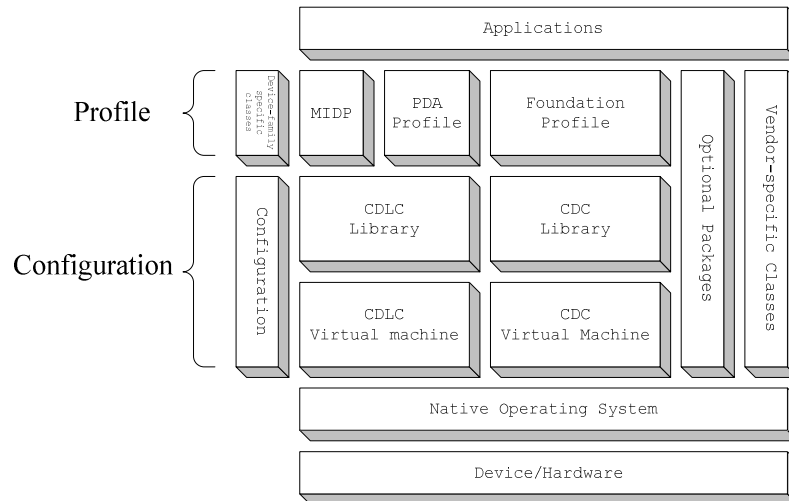 Applications
Profile
Device-family
specific
classes
MIDP
PDA
Profile
Foundation
Profile
Optional Packages
Vendor-specific Classes
Configuration
Configuration
CDLC
Library
CDC
Library
CDLC
Virtual machine
CDC
Virtual Machine
Native Operating System
Device/Hardware